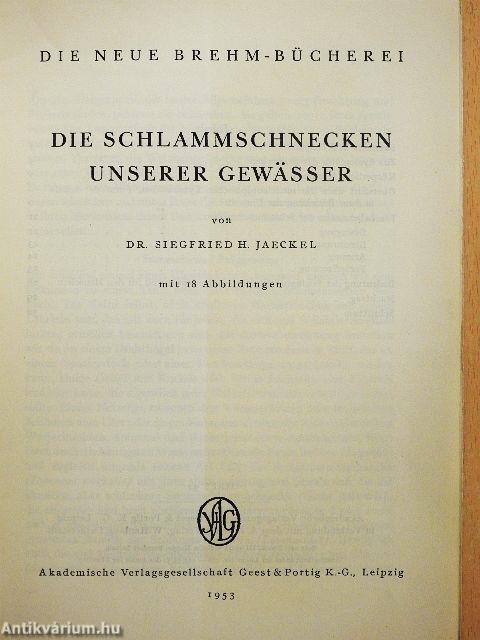 DIE NEUE BREHM-BÜCHEREI
DIE SCHLAMMSCHNECKEN
UNSERER GEWÄSSER
von
DR. SIEGFRIED H. JAECKEL
mit 18 Abbildungen
Akademische Verlagsgesellschaft Geest & Portig K.-G., Leipzig
1953
Antikvárium.hu